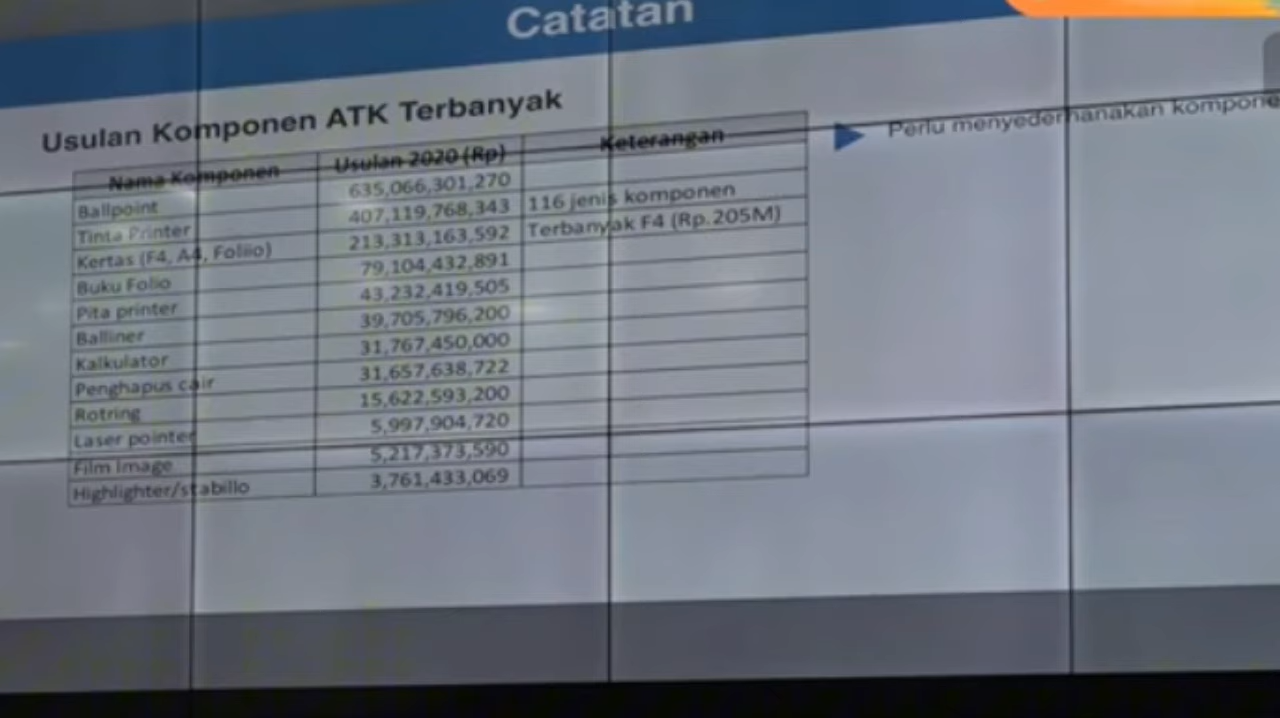 Catatan
Usulan Komponen ATK Terbanyak
Perlu menyederhanakan kompone
Nama Komponen Usulan 2020 (Rp) Keterangan
Ballpoint 635,066,301,270
Tinta Printer 407,119,768,343 116 jenis komponen
Kertas (F4, A4, Foliio) 213,313,163,592 Terbanyak F4 (Rp.205M)
Buku Folio 79,104,432,891
Pita printer 43,232,419,505
Balliner 39,705,796,200
Kalkulator 31,767,450,000
Penghapus cair 31,657,638,722
Rotring 15,622,593,200
Laser pointer 5,997,904,720
Film Image 5,217,373,590
Highlighter/stabillo 3,761,433,069